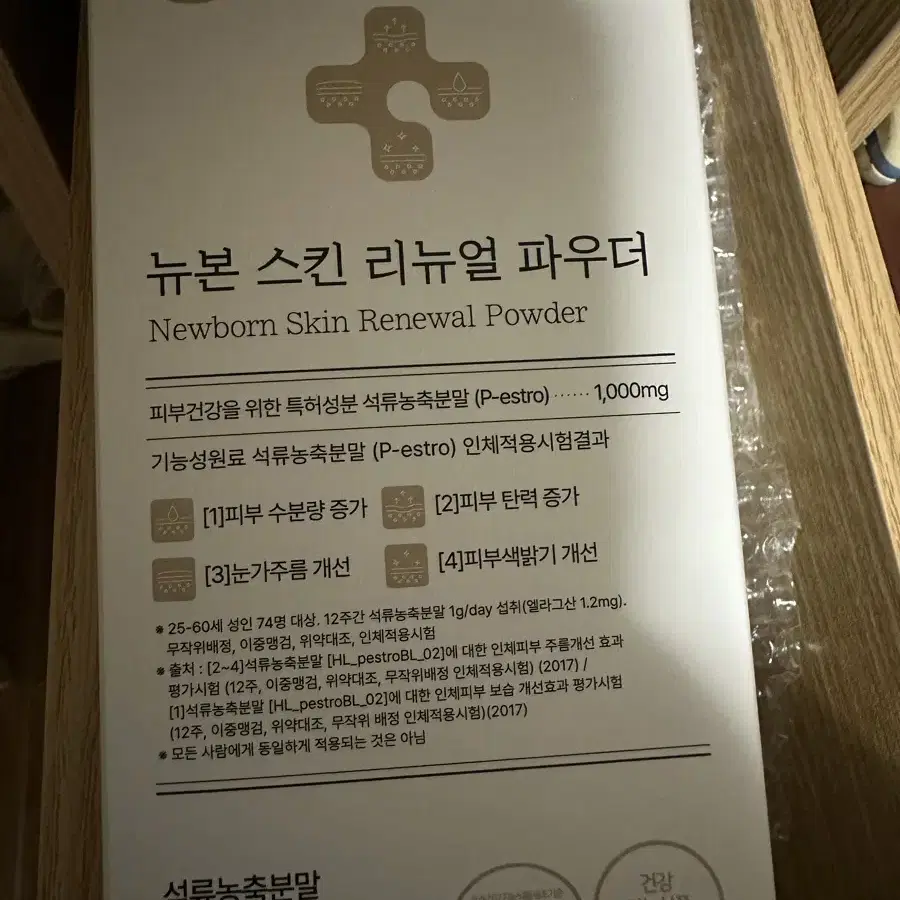 뉴본 스킨 리뉴얼 파우더
Newborn Skin Renewal Powder
피부건강을 위한 특허성분 석류농축분말 (P-estro) ······ 1,000mg
기능성원료 석류농축분말 (P-estro) 인체적용시험결과
[1]피부 수분량 증가 [2]피부 탄력 증가
[3]눈가주름 개선 [4]피부색밝기 개선
※ 25-60세 성인 74명 대상. 12주간 석류농축분말 1g/day 섭취(엘라그산 1.2mg).
무작위배정, 이중맹검, 위약대조, 인체적용시험
※ 출처 : [2~4]석류농축분말 [HL_pestroBL_02]에 대한 인체피부 주름개선 효과
평가시험 (12주, 이중맹검, 위약대조, 무작위배정 인체적용시험) (2017) /
[1]석류농축분말 [HL_pestroBL_02]에 대한 인체피부 보습 개선효과 평가시험
(12주, 이중맹검, 위약대조, 무작위 배정 인체적용시험)(2017)
※ 모든 사람에게 동일하게 적용되는 것은 아님
석류농축분말
건강